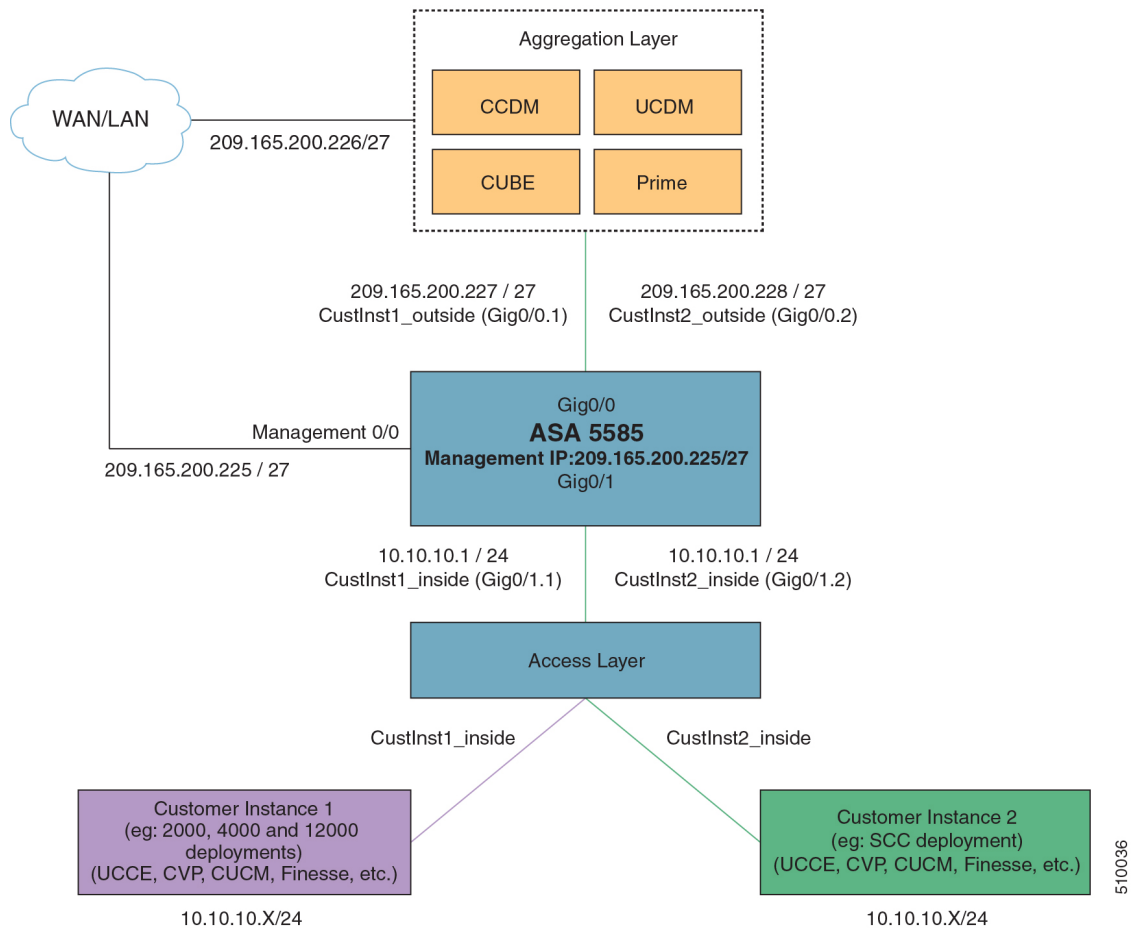 Aggregation Layer
CCDM
UCDM
WAN/LAN
209.165.200.226/27
CUBE
Prime
209.165.200.227 / 27
CustInst1_outside (Gig0/0.1)
209.165.200.228 / 27
CustInst2_outside (Gig0/0.2)
Gig0/0
ASA 5585
Management IP:209.165.200.225/27
Gig0/1
Management 0/0
209.165.200.225 / 27
10.10.10.1 / 24
CustInst1_inside (Gig0/1.1)
10.10.10.1 / 24
CustInst2_inside (Gig0/1.2)
Access Layer
CustInst1_inside
CustInst2_inside
Customer Instance 1
(eg: 2000, 4000 and 12000
deployments)
(UCCE, CVP, CUCM, Finesse, etc.)
10.10.10.X/24
Customer Instance 2
(eg: SCC deployment)
(UCCE, CVP, CUCM, Finesse, etc.)
10.10.10.X/24
510036